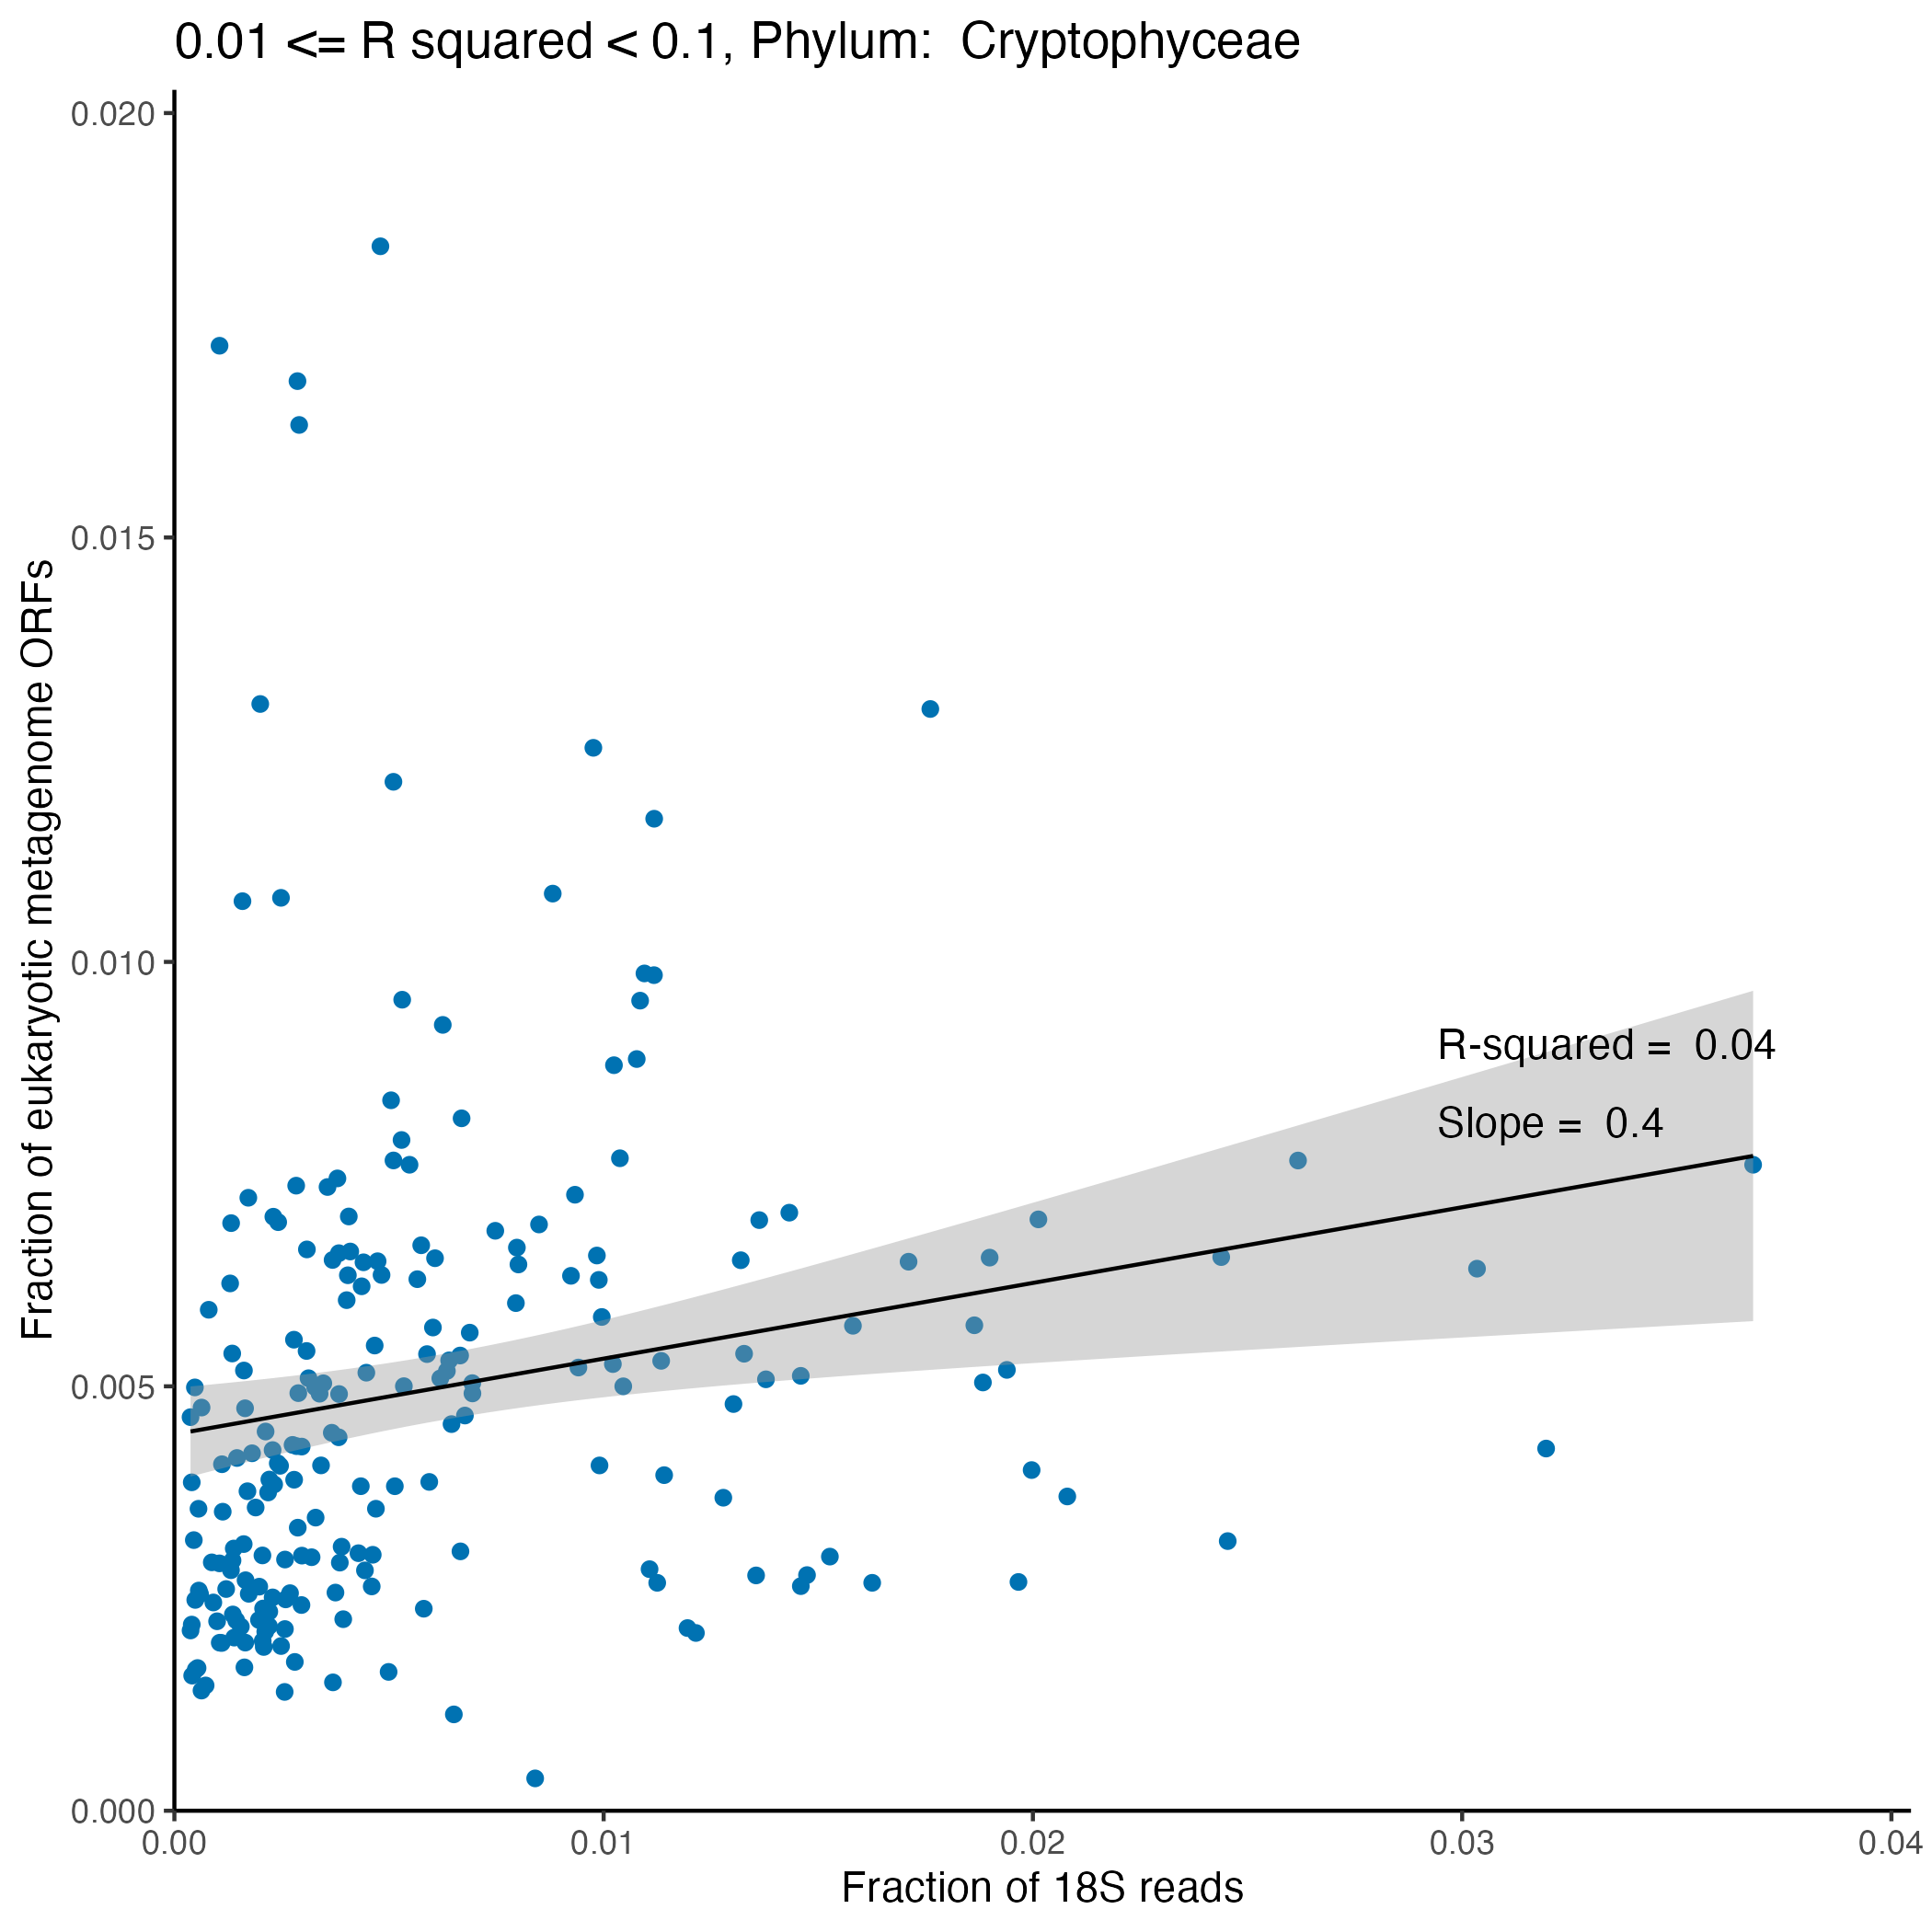 0.01 <= R squared < 0.1, Phylum:  Cryptophyceae
0.020
0.015
0.010
0.005
0.000
Fraction of eukaryotic metagenome ORFs
R-squared =  0.04
Slope =  0.4
0.00
0.01
0.02
0.03
0.04
Fraction of 18S reads